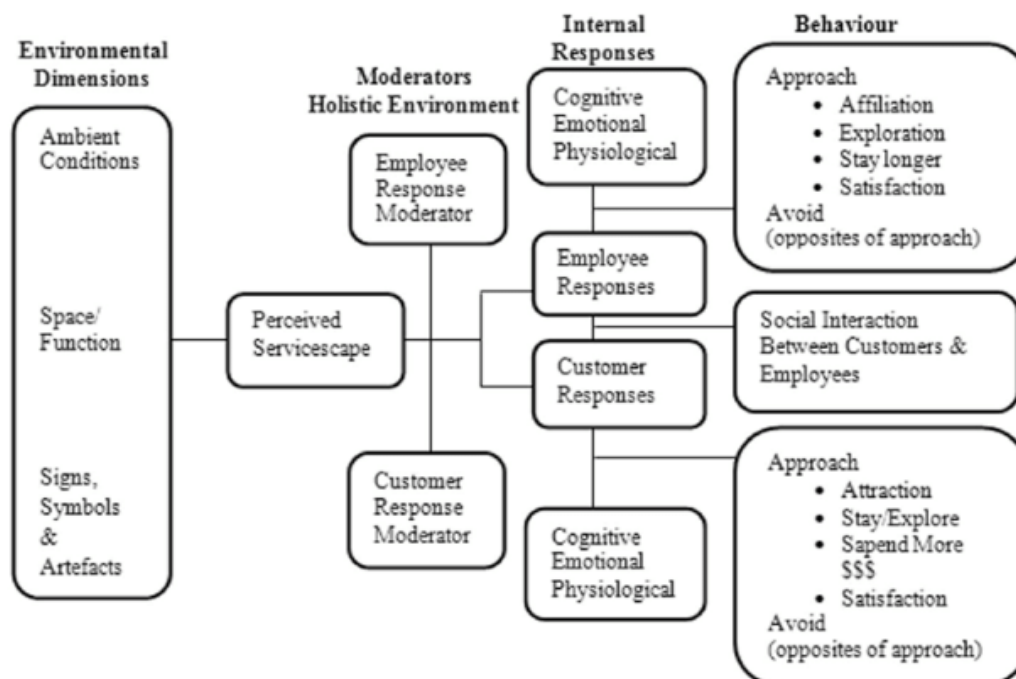 Environmental
Dimensions
Ambient
Conditions
Space/
Function
Signs,
Symbols
&
Artefacts
Perceived
Servicescape
Moderators
Holistic Environment
Employee
Response
Moderator
Customer
Response
Moderator
Internal
Responses
Cognitive
Emotional
Physiological
Employee
Responses
Customer
Responses
Cognitive
Emotional
Physiological
Behaviour
Approach
• Affiliation
• Exploration
• Stay longer
• Satisfaction
Avoid
(opposites of approach)
Social Interaction
Between Customers &
Employees
Approach
• Attraction
• Stay/Explore
• Sapend More
$$$
• Satisfaction
Avoid
(opposites of approach)